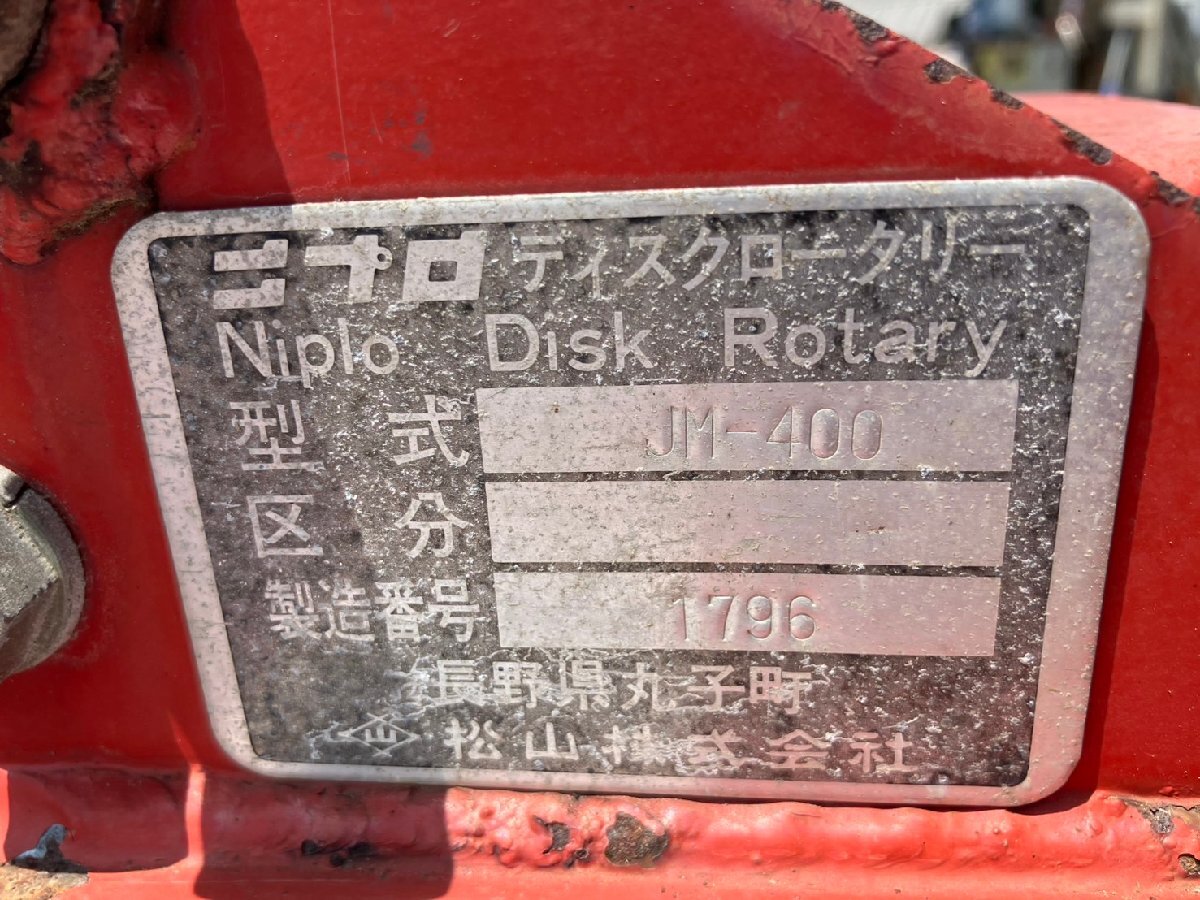 ニプロ ディスクロータリー
Niplo Disk Rotary
型式 JM-400
区分
製造番号 1796
長野県丸子町
松山株式会社